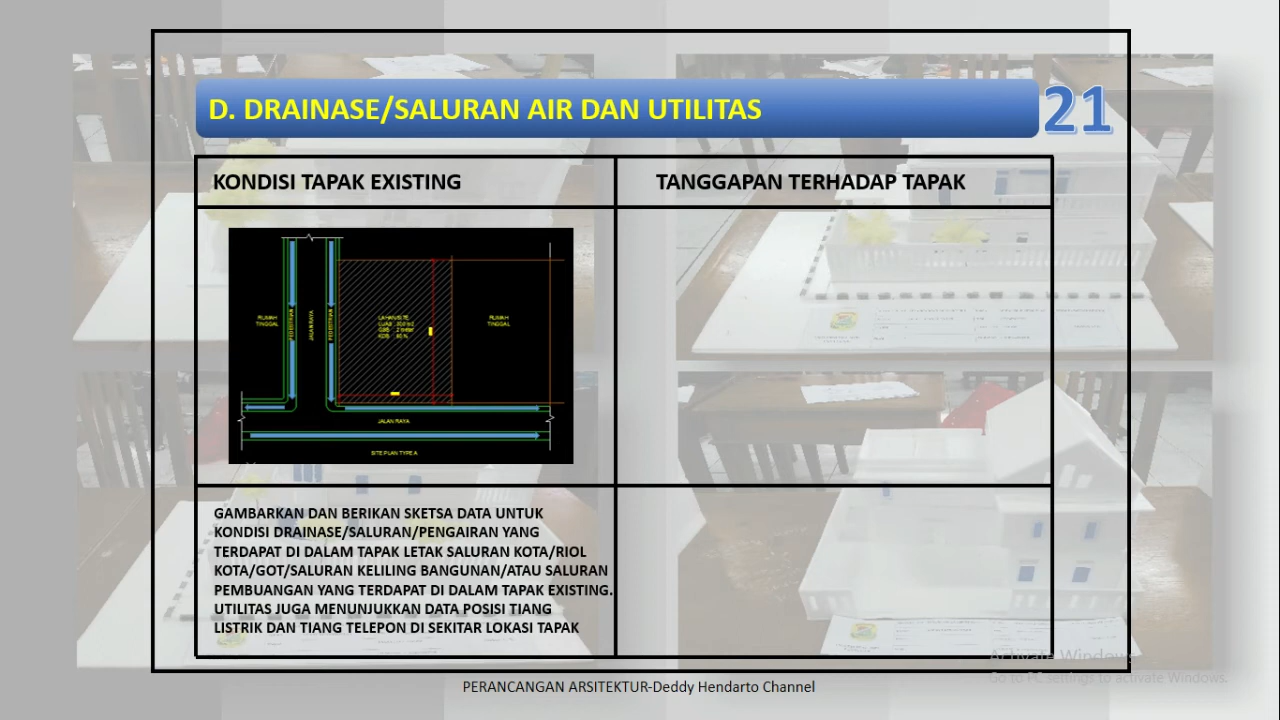 D. DRAINASE/SALURAN AIR DAN UTILITAS
21
KONDISI TAPAK EXISTING
TANGGAPAN TERHADAP TAPAK
RUMAH
TINGGAL
PEDESTRIAN
JALAN RAYA
PEDESTRIAN
LAHAN/SITE
RUMAH
TINGGAL
JALAN RAYA
SITE PLAN TYPE A
GAMBARKAN DAN BERIKAN SKETSA DATA UNTUK
KONDISI DRAINASE/SALURAN/PENGAIRAN YANG
TERDAPAT DI DALAM TAPAK LETAK SALURAN KOTA/RIOL
KOTA/GOT/SALURAN KELILING BANGUNAN/ATAU SALURAN
PEMBUANGAN YANG TERDAPAT DI DALAM TAPAK EXISTING.
UTILITAS JUGA MENUNJUKKAN DATA POSISI TIANG
LISTRIK DAN TIANG TELEPON DI SEKITAR LOKASI TAPAK
Activate Windows
Go to PC settings to activate Windows.
PERANCANGAN ARSITEKTUR-Deddy Hendarto Channel